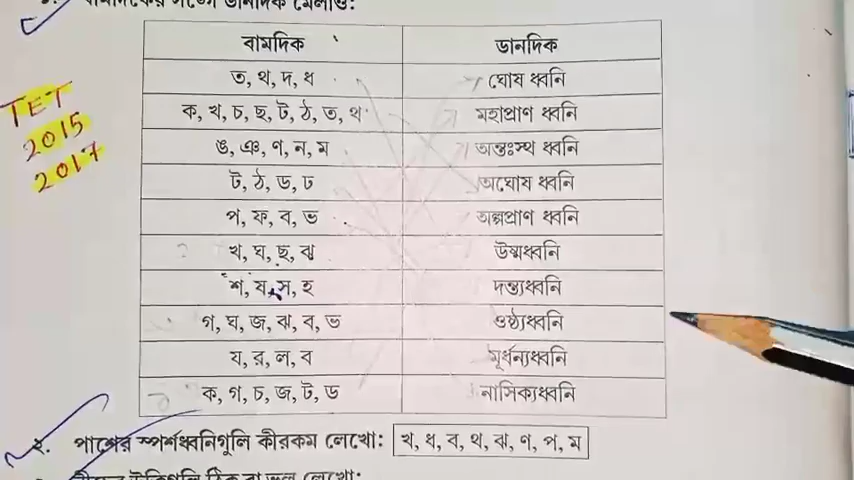 বামদিকের সঙ্গে ডানদিক মেলাও:
বামদিক ডানদিক
ত, থ, দ, ধ ঘোষ ধ্বনি
ক, খ, চ, ছ, ট, ঠ, ত, থ মহাপ্রাণ ধ্বনি
ঙ, ঞ, ণ, ন, ম অন্তঃস্থ ধ্বনি
ট, ঠ, ড, ঢ অঘোষ ধ্বনি
প, ফ, ব, ভ অল্পপ্রাণ ধ্বনি
খ, ঘ, ছ, ঝ উষ্মধ্বনি
শ, ষ, স, হ দন্ত্যধ্বনি
গ, ঘ, জ, ঝ, ব, ভ ওষ্ঠ্যধ্বনি
য, র, ল, ব মূর্ধন্যধ্বনি
ক, গ, চ, জ, ট, ড নাসিক্যধ্বনি
TET
2015
2017
২. পাশের স্পর্শধ্বনিগুলি কীরকম লেখো: খ, ধ, ব, থ, ঝ, ণ, প, ম
ঠিক বা ভুল লেখো: